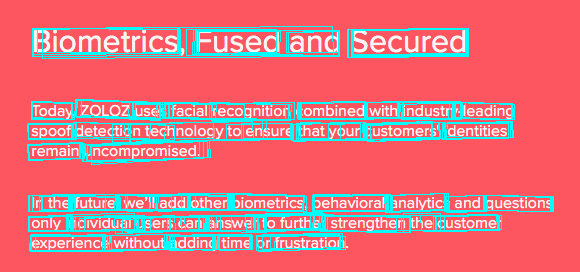 Biometrics, Fused and Secured
Today, ZOLOZ uses facial recognition combined with industry leading
spoof detection technology to ensure that your customers' identities
remain uncompromised.
In the future we'll add other biometrics, behavioral analytics and questions
only individual users can answer to further strengthen the customer
experience without adding time or frustration.